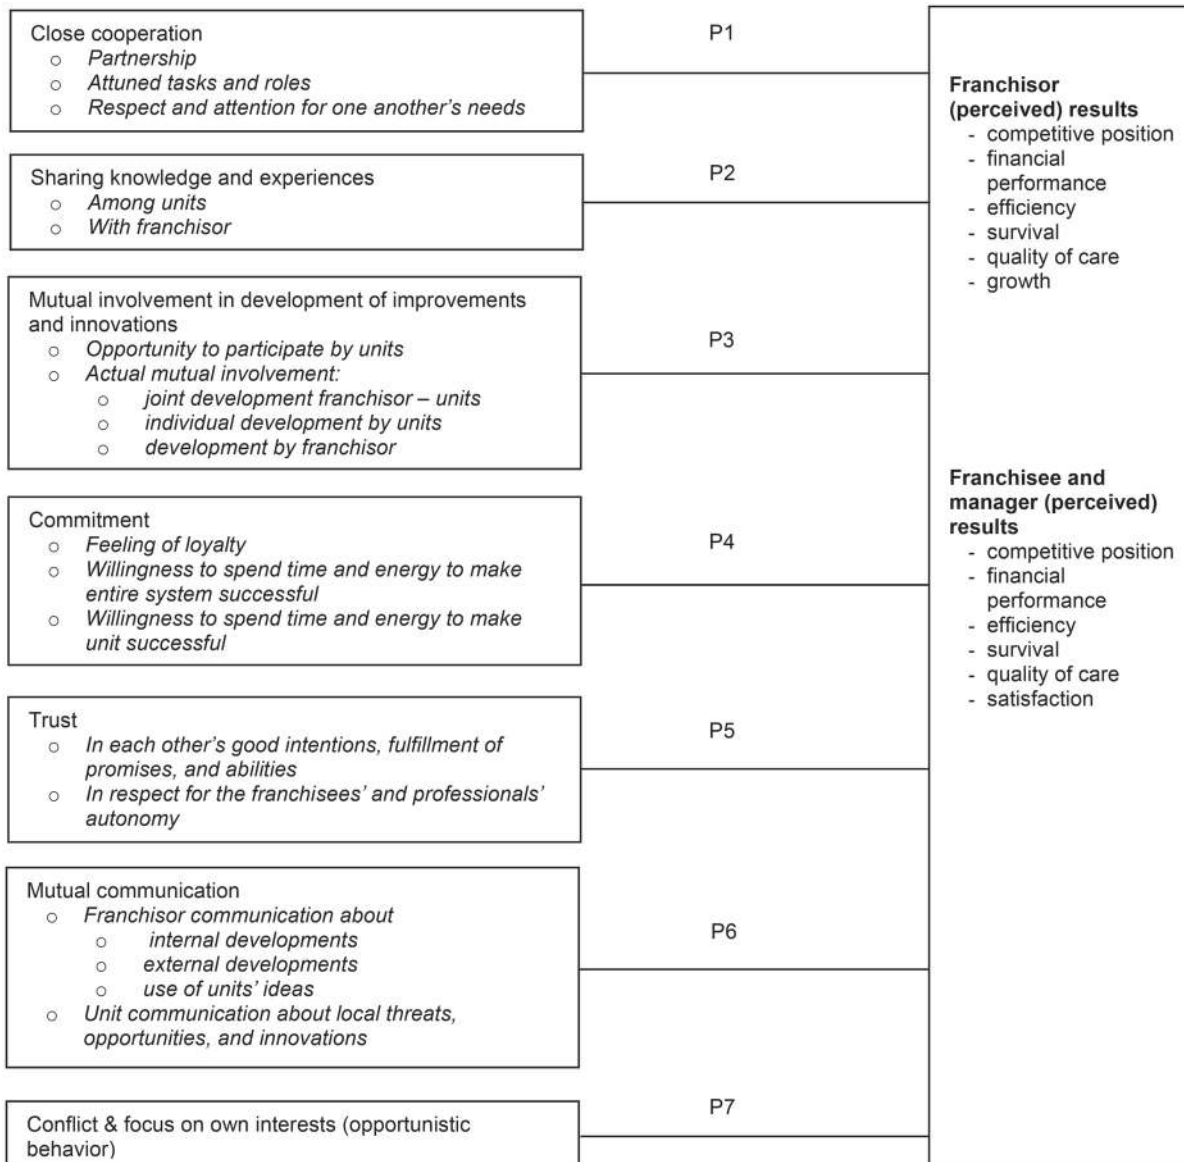 Close cooperation
o Partnership
o Attuned tasks and roles
o Respect and attention for one another's needs
P1
Sharing knowledge and experiences
o Among units
o With franchisor
P2
Mutual involvement in development of improvements
and innovations
o Opportunity to participate by units
o Actual mutual involvement:
o joint development franchisor – units
o individual development by units
o development by franchisor
P3
Commitment
o Feeling of loyalty
o Willingness to spend time and energy to make
entire system successful
o Willingness to spend time and energy to make
unit successful
P4
Trust
o In each other's good intentions, fulfillment of
promises, and abilities
o In respect for the franchisees' and professionals'
autonomy
P5
Mutual communication
o Franchisor communication about
o internal developments
o external developments
o use of units' ideas
o Unit communication about local threats,
opportunities, and innovations
P6
Conflict & focus on own interests (opportunistic
behavior)
P7
Franchisor
(perceived) results
- competitive position
- financial
performance
- efficiency
- survival
- quality of care
- growth
Franchisee and
manager (perceived)
results
- competitive position
- financial
performance
- efficiency
- survival
- quality of care
- satisfaction